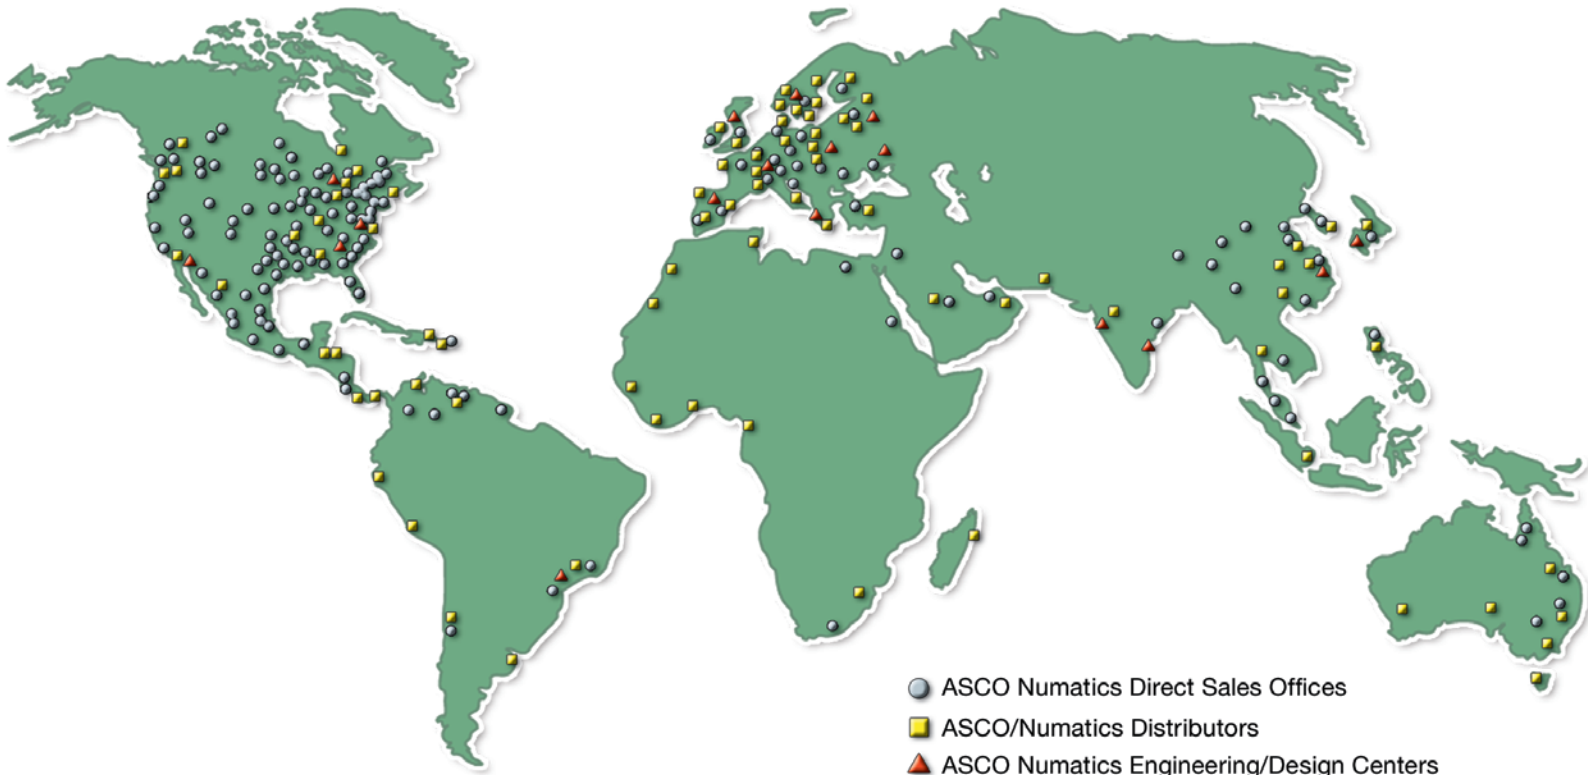 ASCO Numatics Direct Sales Offices
ASCO/Numatics Distributors
ASCO Numatics Engineering/Design Centers